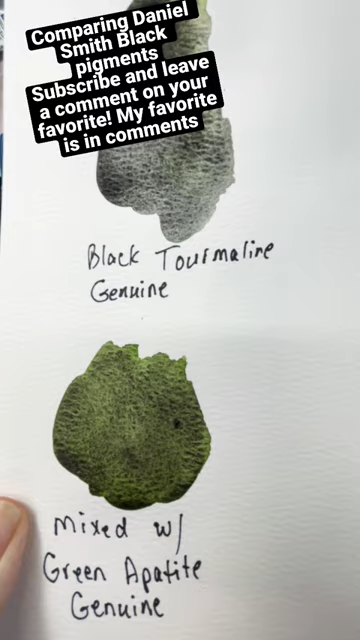 Comparing Daniel
Smith Black
pigments
Subscribe and leave
a comment on your
favorite! My favorite
is in comments
Black Tourmaline
Genuine
Mixed w/
Green Apatite
Genuine